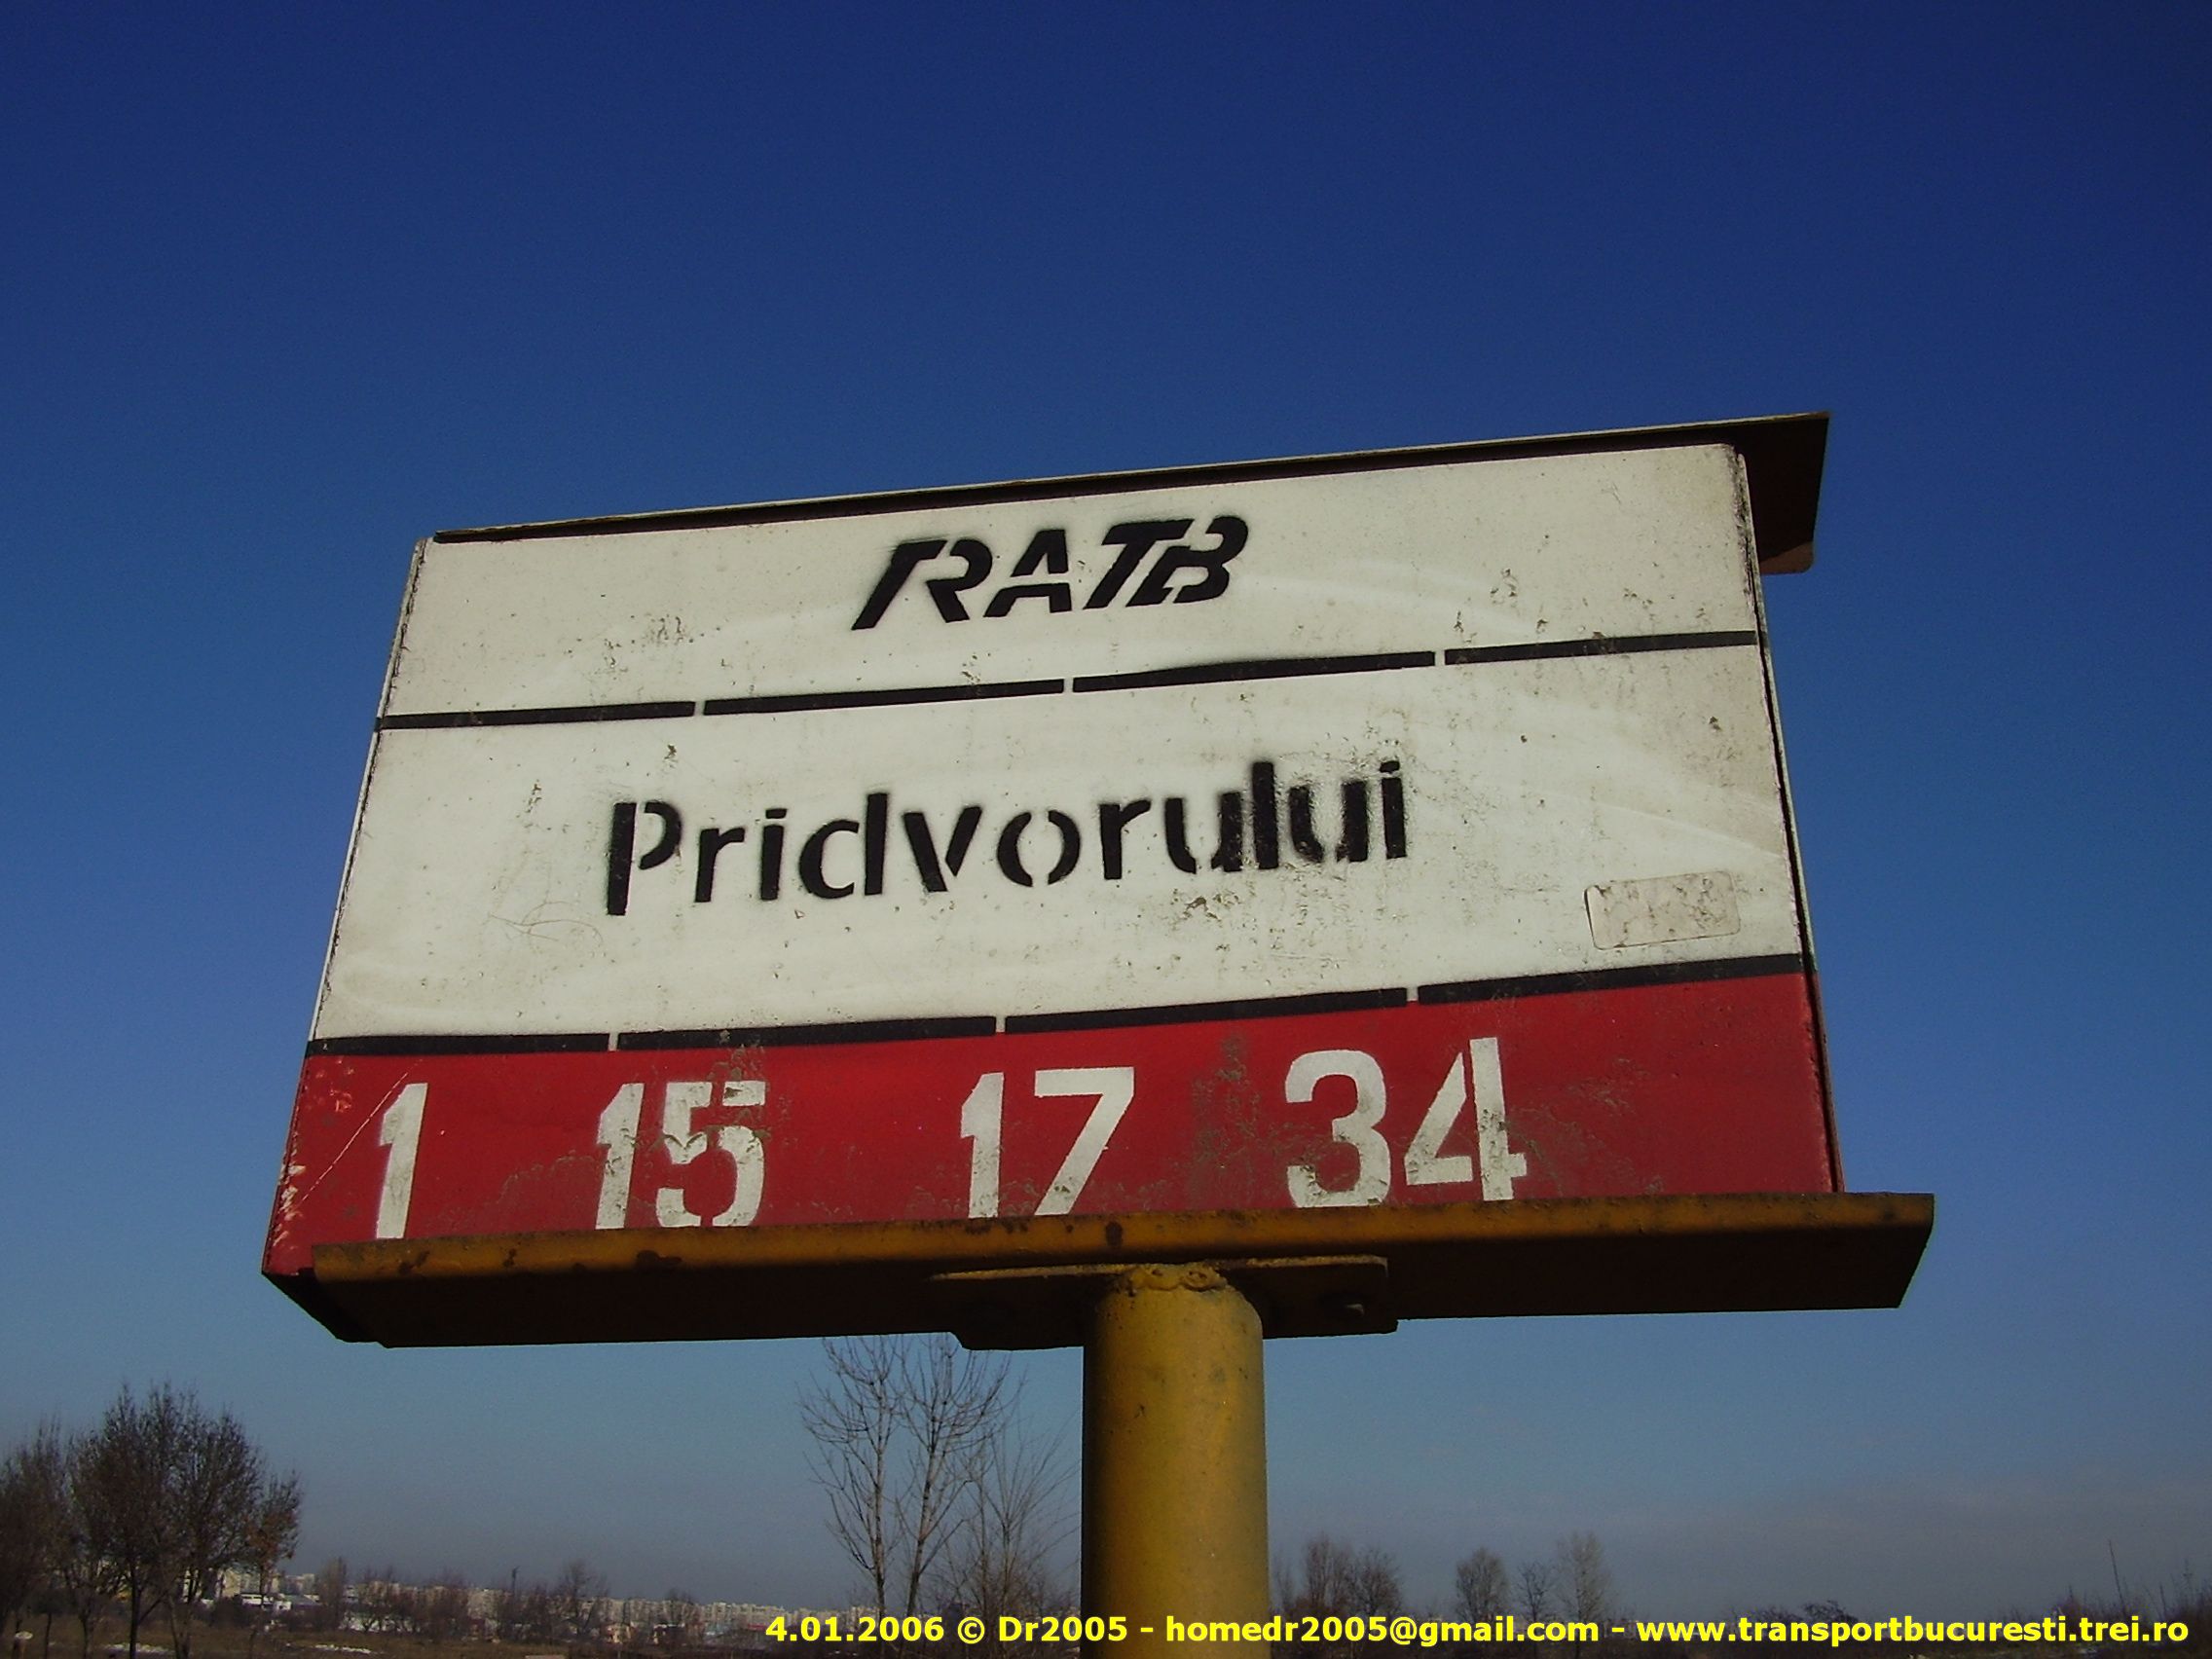 RATB
Pridvorului
1 15 17 34
4.01.2006 © Dr2005 - homedr2005@gmail.com - www.transportbucuresti.trei.ro